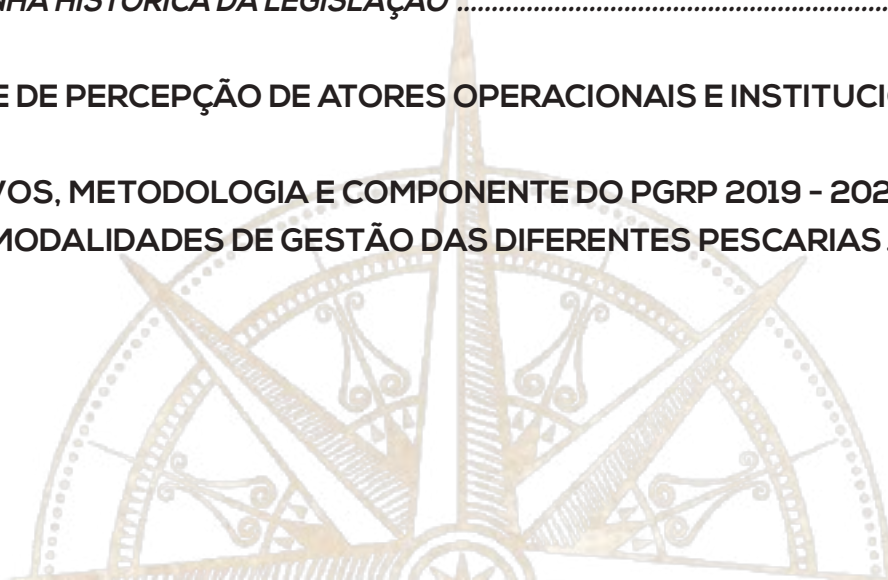 NHA HISTÓRICA DA LEGISLAÇÃO ................................................................................
E DE PERCEPÇÃO DE ATORES OPERACIONAIS E INSTITUCI
VOS, METODOLOGIA E COMPONENTE DO PGRP 2019 - 202
MODALIDADES DE GESTÃO DAS DIFERENTES PESCARIAS